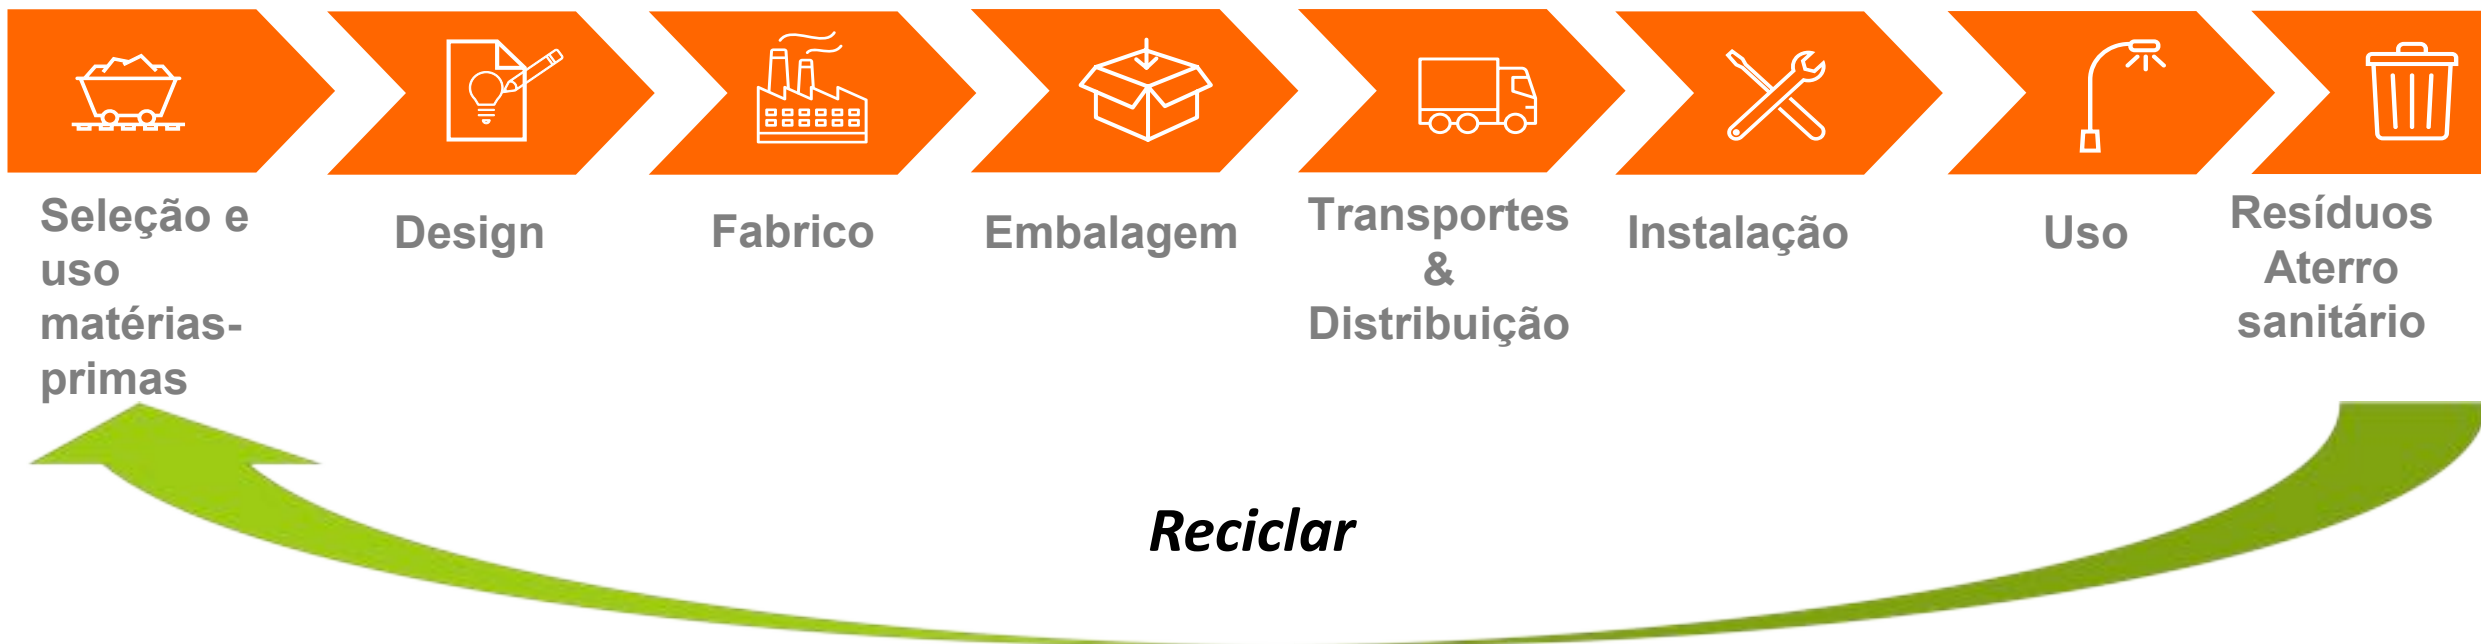 Seleção e
uso
matérias-
primas
Design
Fabrico
Embalagem
Transportes
&
Distribuição
Instalação
Uso
Resíduos
Aterro
sanitário
Reciclar